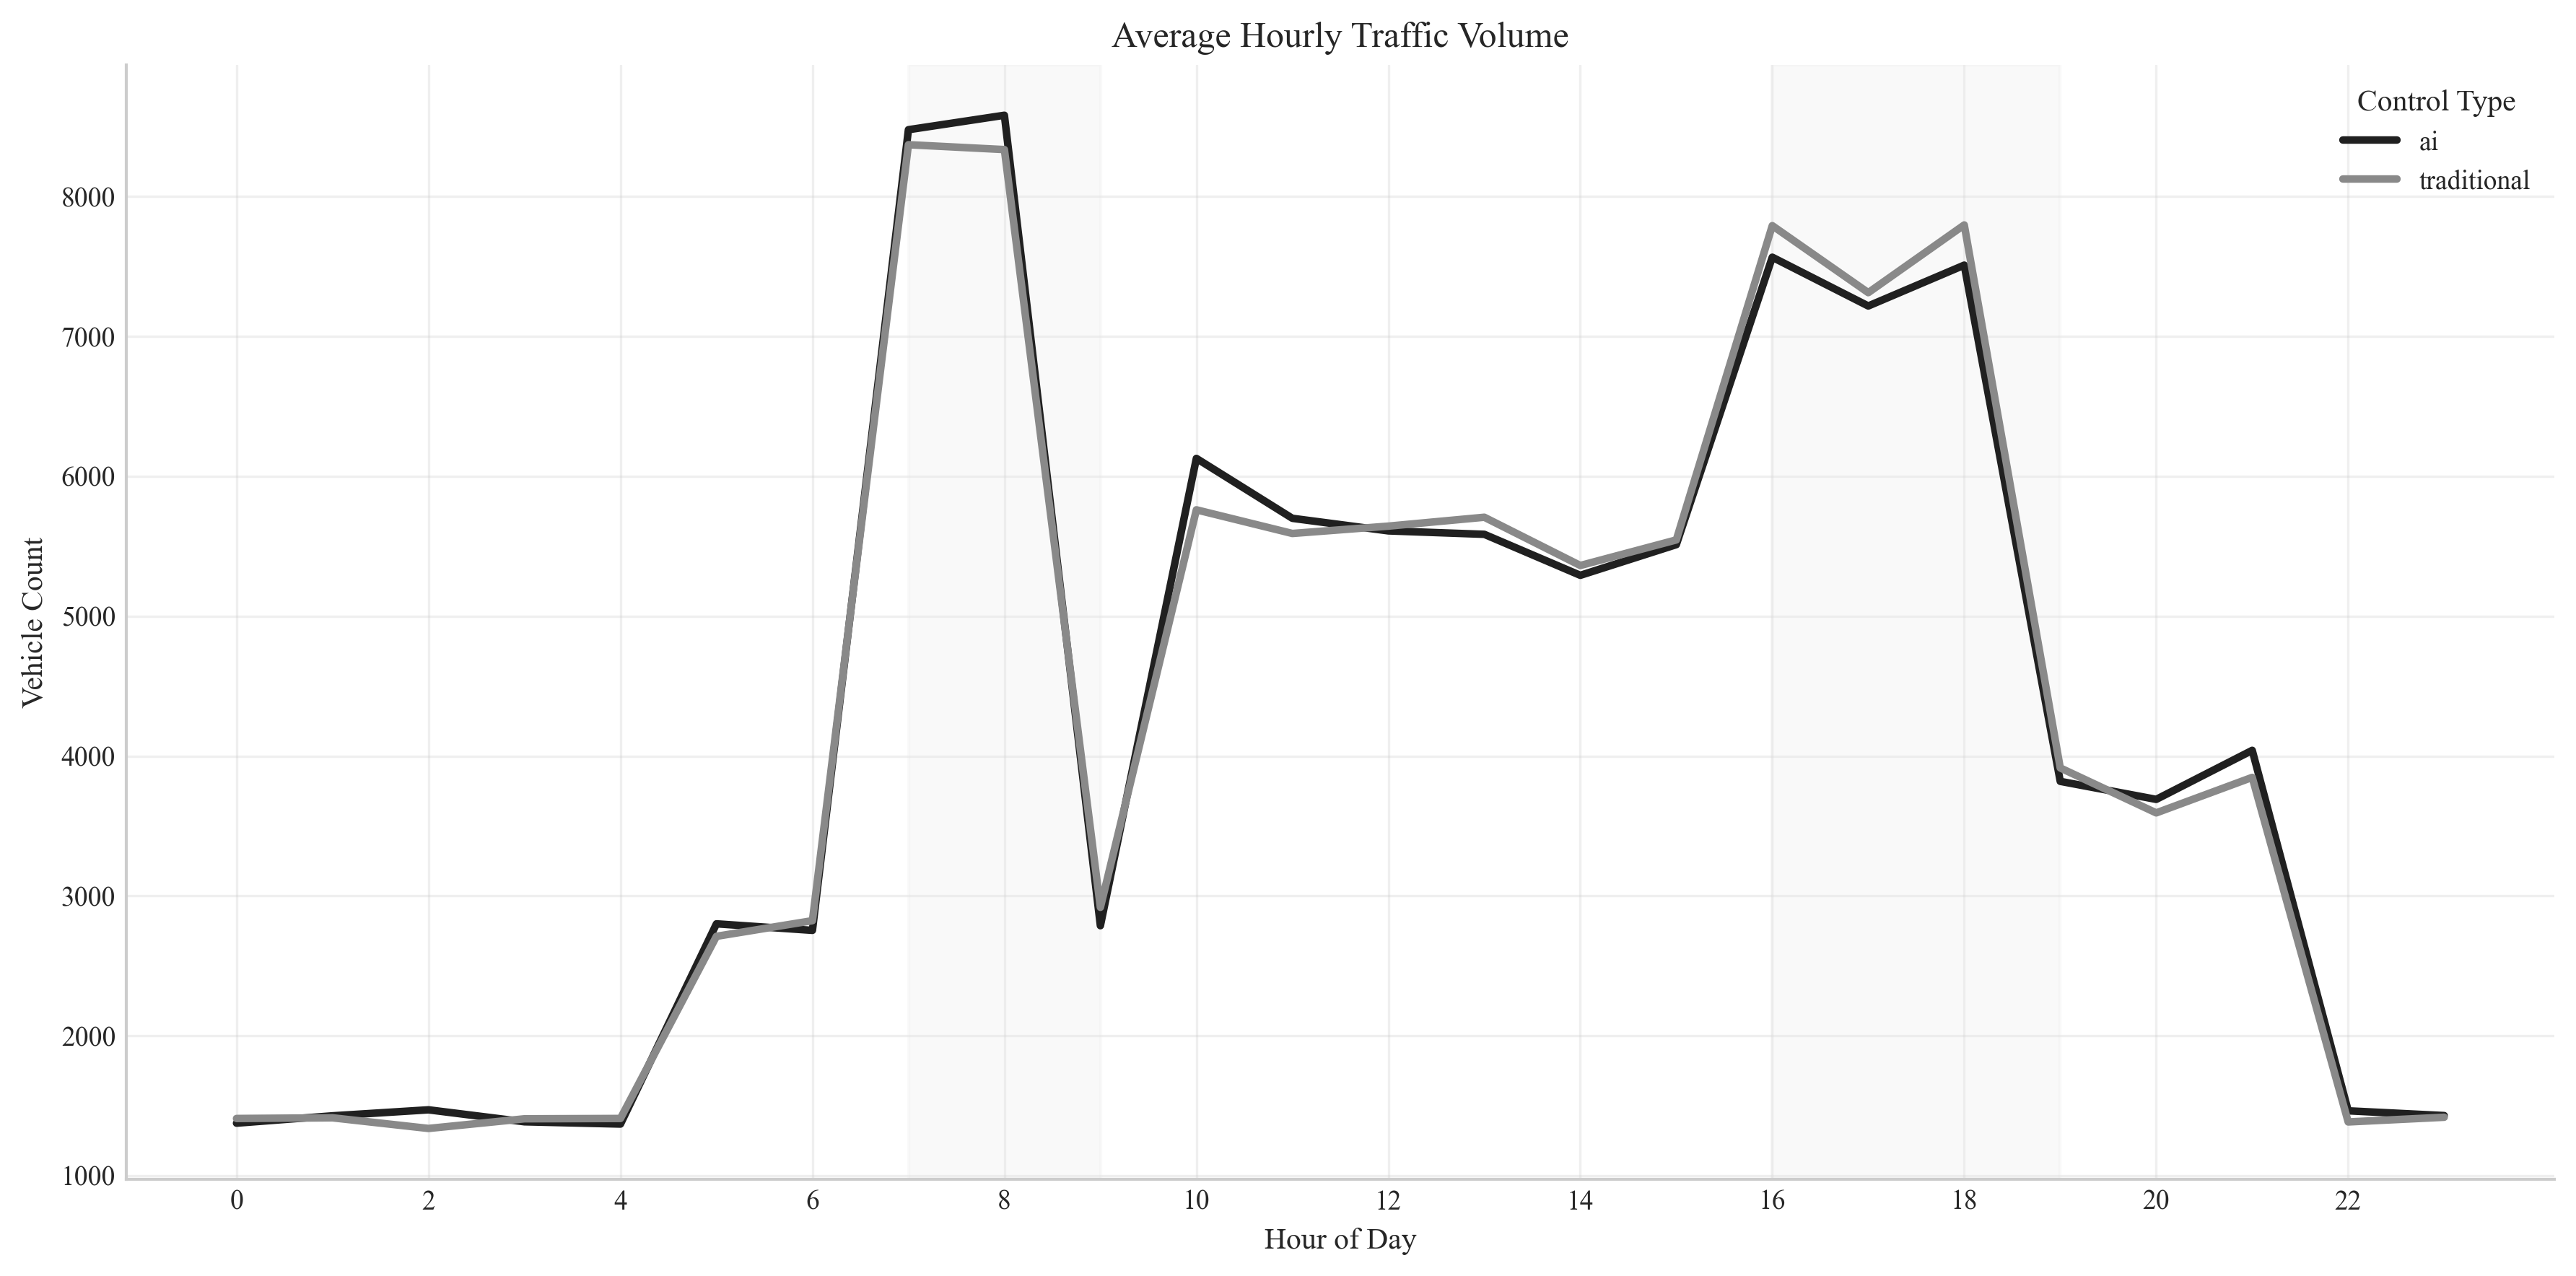 Average Hourly Traffic Volume
Control Type
ai
traditional
8000
7000
6000
5000
4000
3000
2000
1000
Vehicle Count
0 2 4 6 8 10 12 14 16 18 20 22
Hour of Day